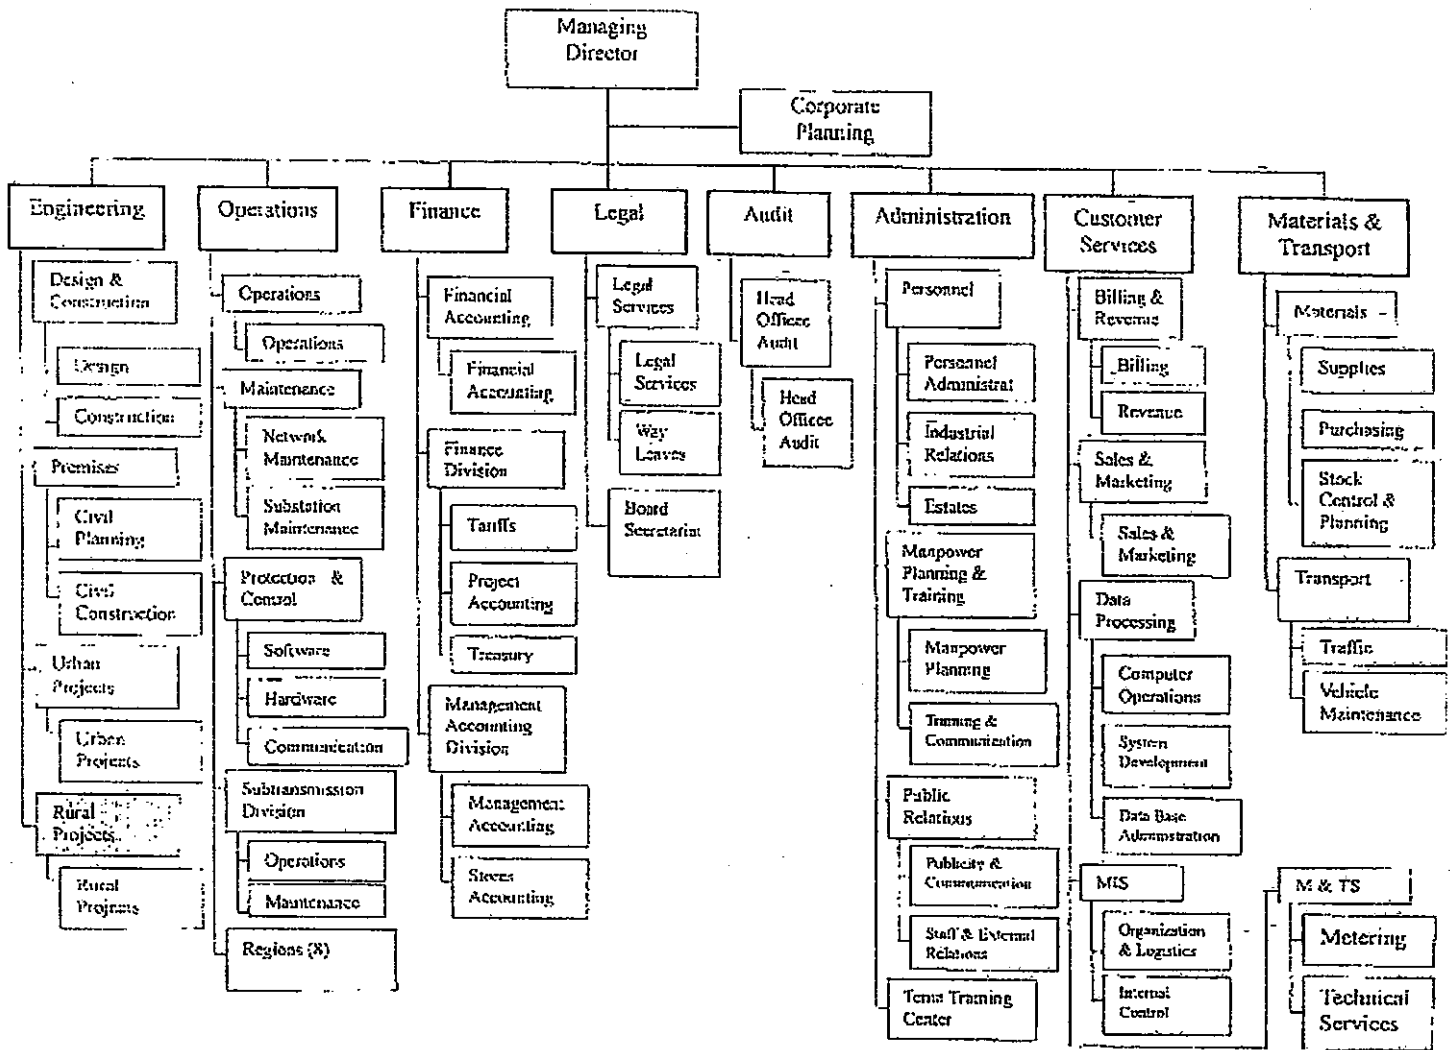 Managing
Director
Corporate
Planning
Engineering
Design &
Construction
Design
Construction
Premises
Civil
Planning
Civil
Construction
Urban
Projects
Urban
Projects
Rural
Projects
Rural
Projects
Operations
Operations
Operations
Maintenance
Network
Maintenance
Substation
Maintenance
Protection &
Control
Software
Hardware
Communication
Subtransmission
Division
Operations
Maintenance
Regions (8)
Finance
Financial
Accounting
Financial
Accounting
Finance
Division
Tariffs
Project
Accounting
Treasury
Management
Accounting
Division
Management
Accounting
Stores
Accounting
Legal
Legal
Services
Legal
Services
Way
Leaves
Board
Secretariat
Audit
Head
Office
Audit
Head
Office
Audit
Administration
Personnel
Personnel
Administrat
Industrial
Relations
Estates
Manpower
Planning &
Training
Manpower
Planning
Training &
Communication
Public
Relations
Publicity &
Communication
Staff & External
Relations
Tema Training
Center
Customer
Services
Billing &
Revenue
Billing
Revenue
Sales &
Marketing
Sales &
Marketing
Data
Processing
Computer
Operations
System
Development
Data Base
Administration
MIS
Organization
& Logistics
Internal
Control
Materials &
Transport
Materials
Supplies
Purchasing
Stock
Control &
Planning
Transport
Traffic
Vehicle
Maintenance
M & TS
Metering
Technical
Services